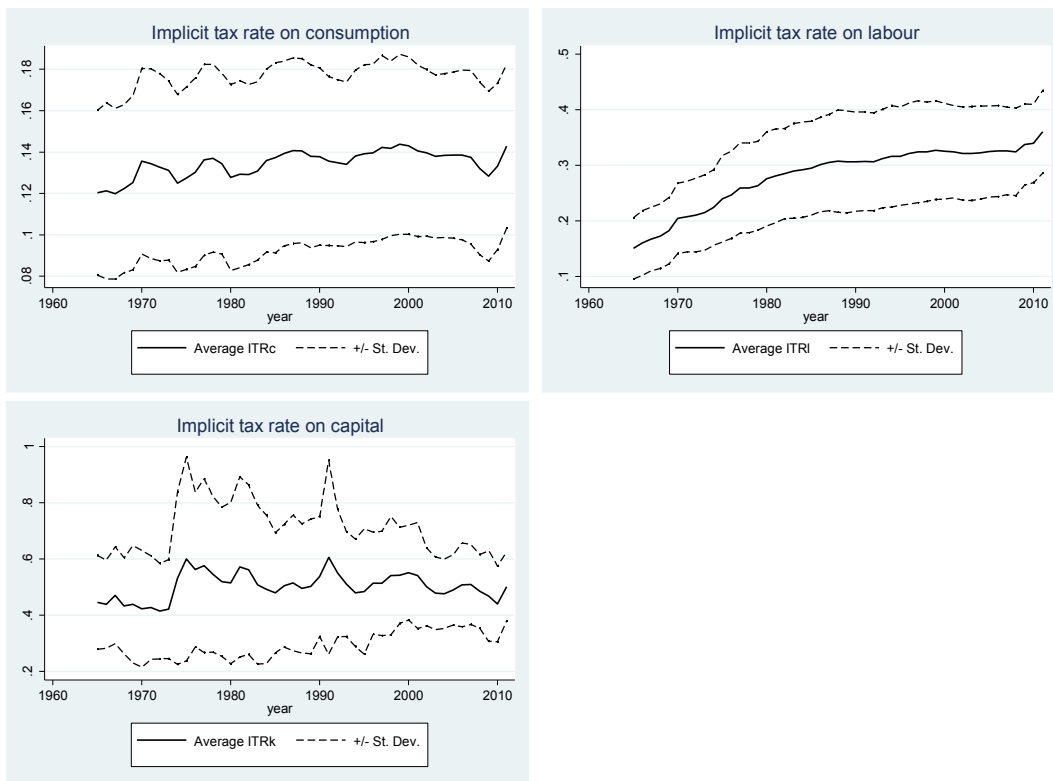 Implicit tax rate on consumption
.18
.16
.14
.12
.1
.08
1960 1970 1980 1990 2000 2010
year
Average ITRc +/- St. Dev.
Implicit tax rate on labour
.5
.4
.3
.2
.1
1960 1970 1980 1990 2000 2010
year
Average ITRl +/- St. Dev.
Implicit tax rate on capital
1
.8
.6
.4
.2
1960 1970 1980 1990 2000 2010
year
Average ITRk +/- St. Dev.